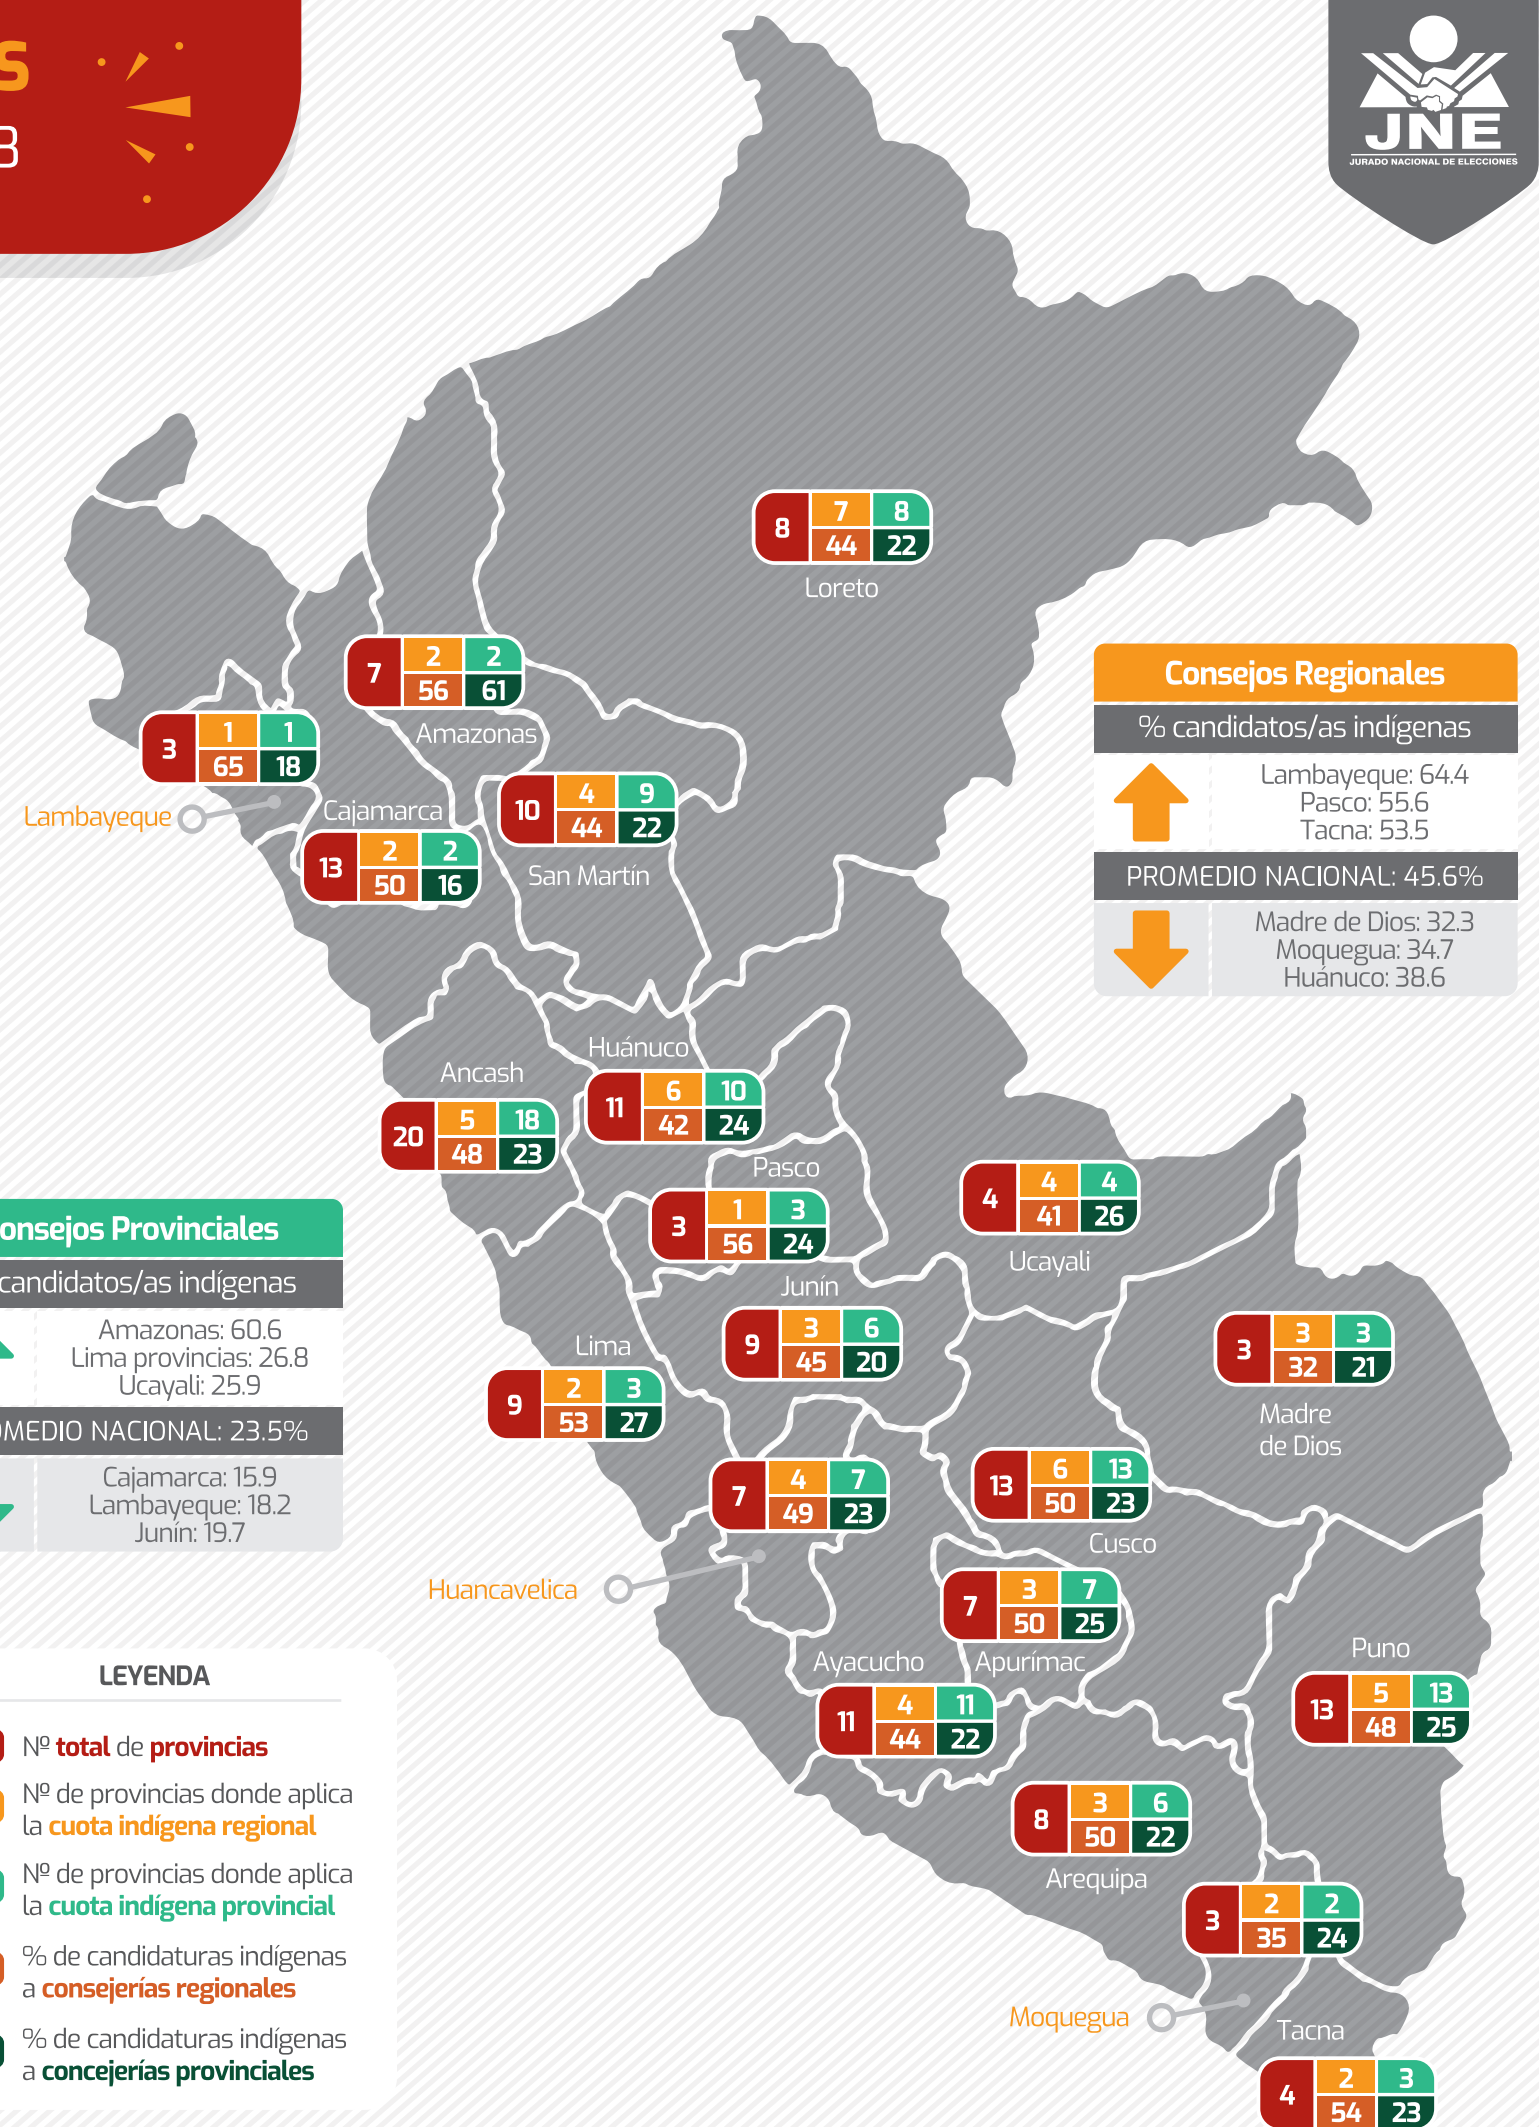 S
3
JNE
JURADO NACIONAL DE ELECCIONES
8 7 8
44 22
Loreto
7 2 2
56 61
Amazonas
3 1 1
65 18
Lambayeque
10 4 9
44 22
San Martín
Cajamarca
13 2 2
50 16
Consejos Regionales
% candidatos/as indígenas
Lambayeque: 64.4
Pasco: 55.6
Tacna: 53.5
PROMEDIO NACIONAL: 45.6%
Madre de Dios: 32.3
Moquegua: 34.7
Huánuco: 38.6
Huánuco
11 6 10
42 24
Ancash
20 5 18
48 23
Pasco
3 1 3
56 24
4 4 4
41 26
Ucayali
onsejos Provinciales
candidatos/as indígenas
Amazonas: 60.6
Lima provincias: 26.8
Ucayali: 25.9
OMEDIO NACIONAL: 23.5%
Cajamarca: 15.9
Lambayeque: 18.2
Junín: 19.7
Junín
9 3 6
45 20
Lima
9 2 3
53 27
3 3 3
32 21
Madre
de Dios
7 4 7
49 23
Huancavelica
13 6 13
50 23
Cusco
7 3 7
50 25
Apurímac
Ayacucho
11 4 11
44 22
Puno
13 5 13
48 25
8 3 6
50 22
Arequipa
3 2 2
35 24
Moquegua
Tacna
4 2 3
54 23
LEYENDA
Nº total de provincias
Nº de provincias donde aplica
la cuota indígena regional
Nº de provincias donde aplica
la cuota indígena provincial
% de candidaturas indígenas
a consejerías regionales
% de candidaturas indígenas
a concejerías provinciales